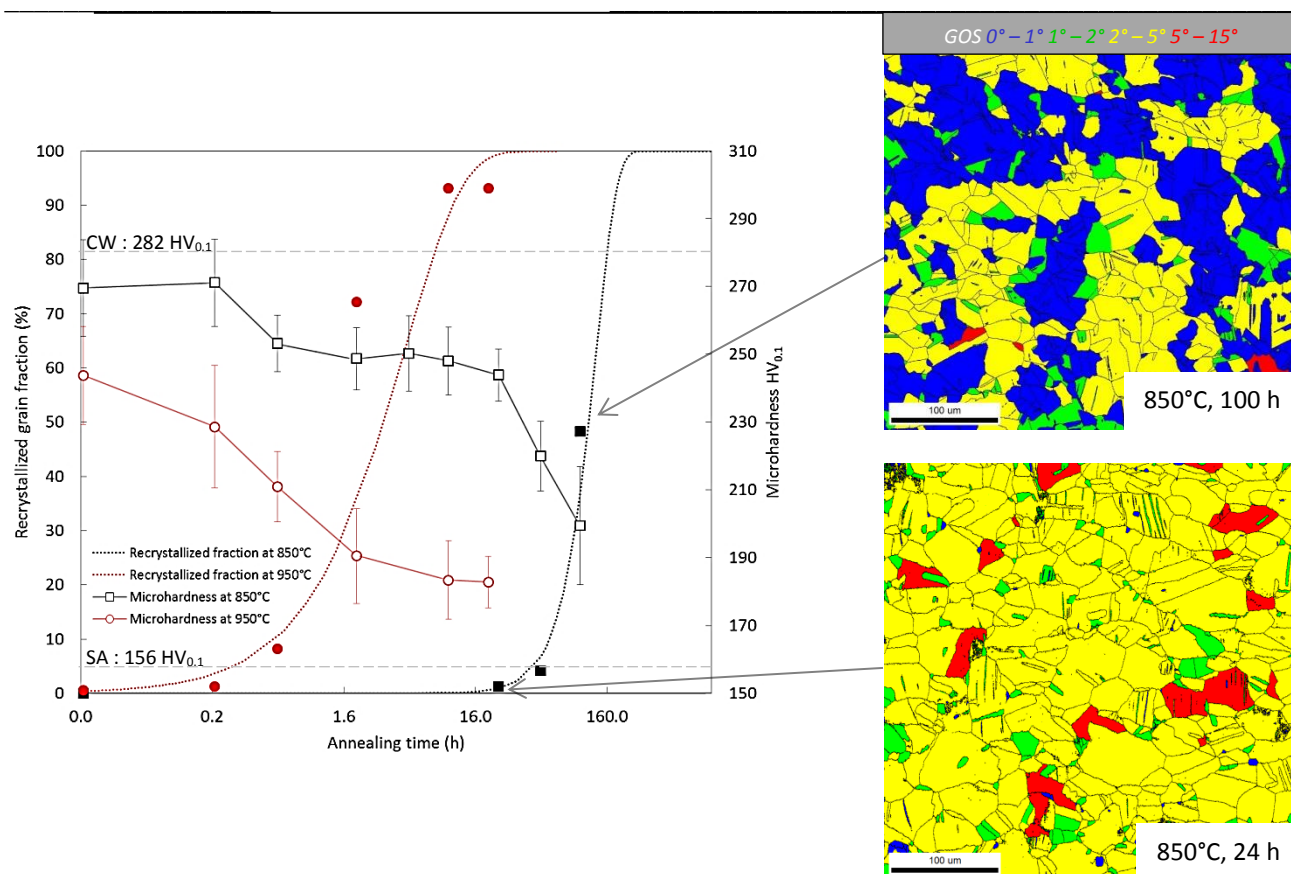 GOS 0° – 1° 1° – 2° 2° – 5° 5° – 15°
100
90
80
70
60
50
40
30
20
10
0
Recrystallized grain fraction (%)
CW : 282 HV0.1
SA : 156 HV0.1
Recrystallized fraction at 850°C
Recrystallized fraction at 950°C
Microhardness at 850°C
Microhardness at 950°C
0.0 0.2 1.6 16.0 160.0
Annealing time (h)
310
290
270
250
230
210
190
170
150
Microhardness HV0.1
100 um
850°C, 100 h
100 um
850°C, 24 h